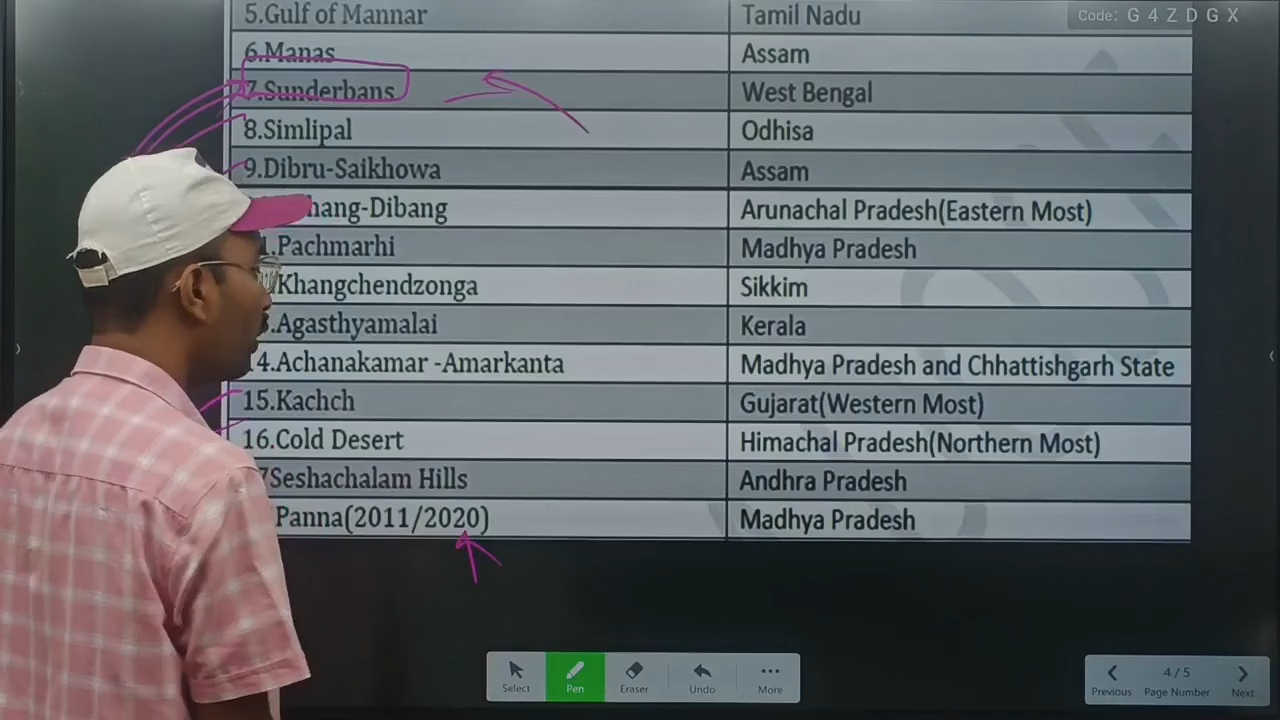 Code: G 4 Z D G X
5.Gulf of Mannar Tamil Nadu
6.Manas Assam
7.Sunderbans West Bengal
8.Simlipal Odhisa
9.Dibru-Saikhowa Assam
hang-Dibang Arunachal Pradesh(Eastern Most)
1.Pachmarhi Madhya Pradesh
Khangchendzonga Sikkim
.Agasthyamalai Kerala
4.Achanakamar -Amarkanta Madhya Pradesh and Chhattishgarh State
15.Kachch Gujarat(Western Most)
16.Cold Desert Himachal Pradesh(Northern Most)
7Seshachalam Hills Andhra Pradesh
Panna(2011/2020) Madhya Pradesh
Select Pen Eraser Undo More
4 / 5
Previous Page Number Next